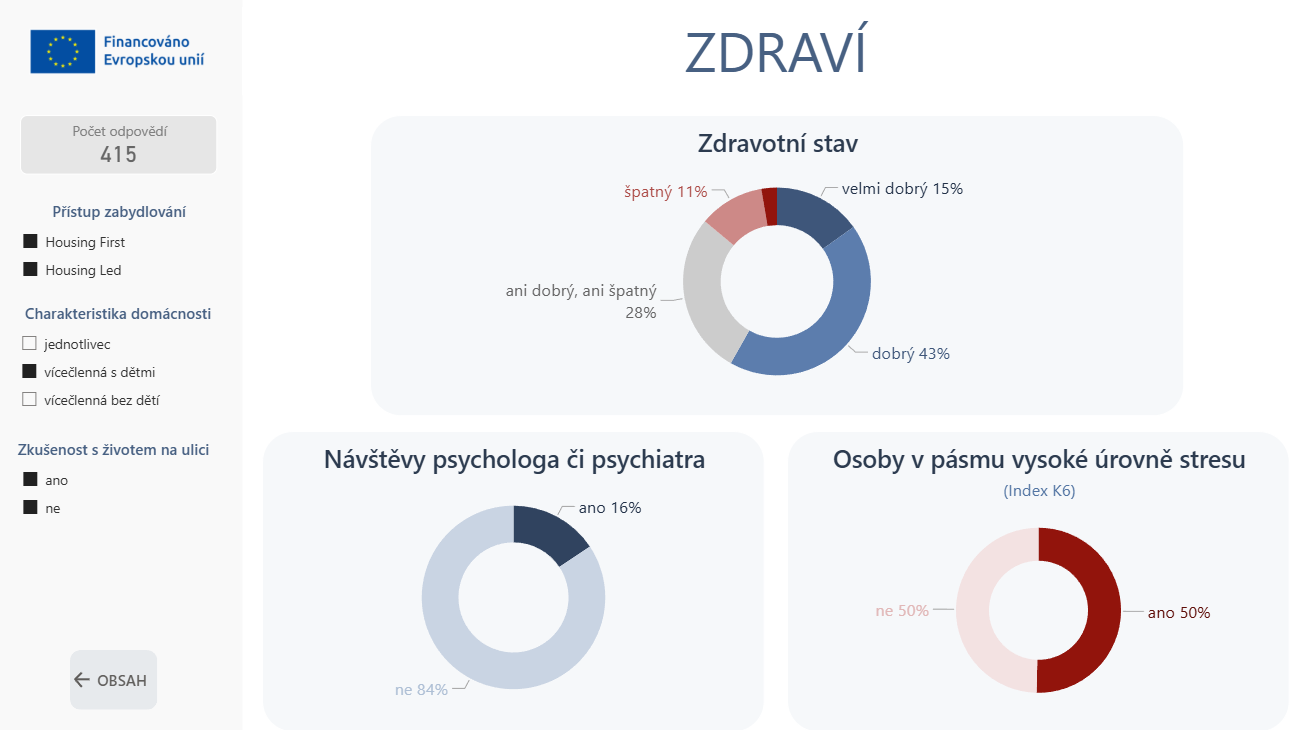 Financováno
Evropskou unií
Počet odpovědí
415
Přístup zabydlování
Housing First
Housing Led
Charakteristika domácnosti
jednotlivec
vícečlenná s dětmi
vícečlenná bez dětí
Zkušenost s životem na ulici
ano
ne
OBSAH
ZDRAVÍ
Zdravotní stav
špatný 11%
velmi dobrý 15%
ani dobrý, ani špatný
28%
dobrý 43%
Návštěvy psychologa či psychiatra
ano 16%
ne 84%
Osoby v pásmu vysoké úrovně stresu
(Index K6)
ne 50%
ano 50%